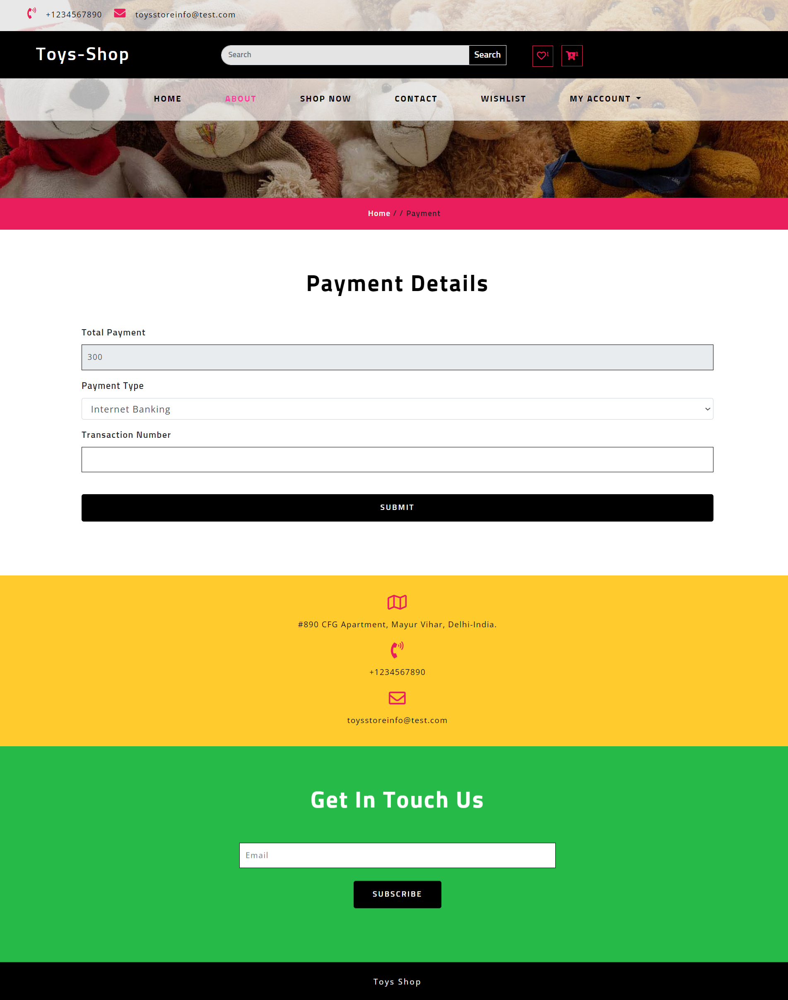 +1234567890 toysstoreinfo@test.com
Toys-Shop Search Search 1 1
HOME ABOUT SHOP NOW CONTACT WISHLIST MY ACCOUNT
Home / / Payment
Payment Details
Total Payment
300
Payment Type
Internet Banking
Transaction Number
SUBMIT
#890 CFG Apartment, Mayur Vihar, Delhi-India.
+1234567890
toysstoreinfo@test.com
Get In Touch Us
Email
SUBSCRIBE
Toys Shop